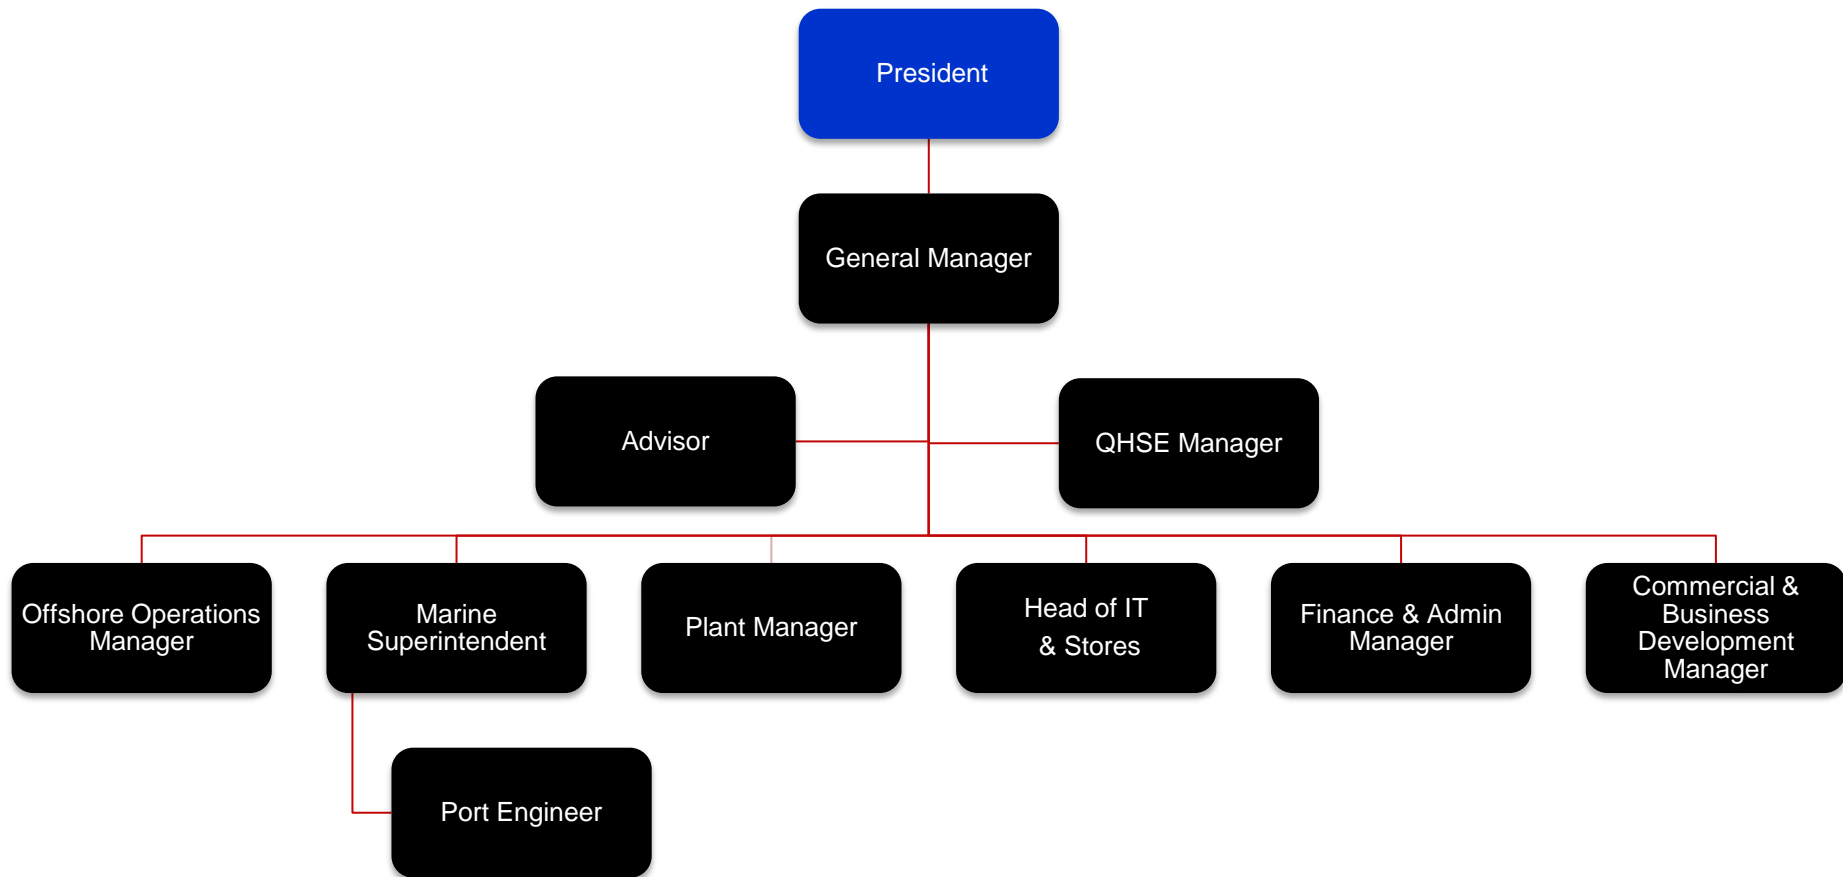 President
General Manager
Advisor
QHSE Manager
Offshore Operations
Manager
Marine
Superintendent
Plant Manager
Head of IT
& Stores
Finance & Admin
Manager
Commercial &
Business
Development
Manager
Port Engineer